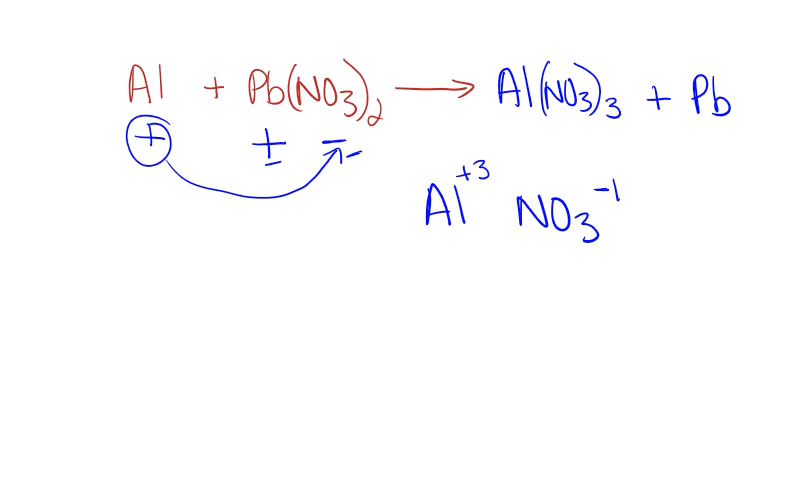 Al + Pb(NO₃)₂ → Al(NO₃)₃ + Pb
+ ± --
Al⁺³ NO₃⁻¹